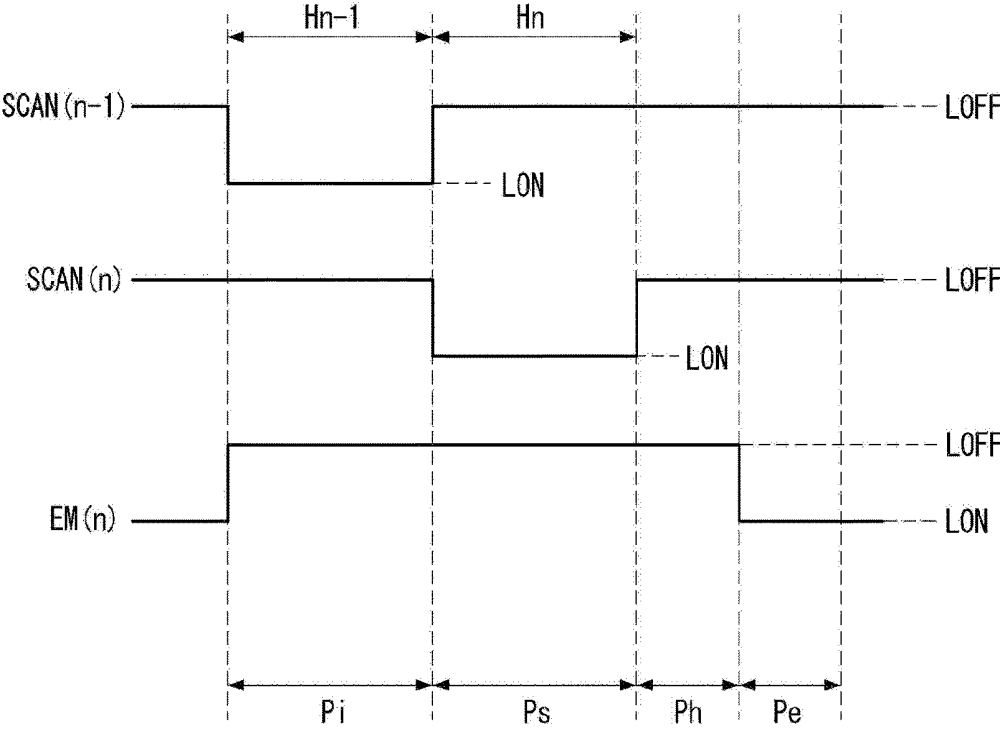 Hn-1 Hn
SCAN(n-1) LOFF
LON
SCAN(n) LOFF
LON
LOFF
EM(n) LON
Pi Ps Ph Pe